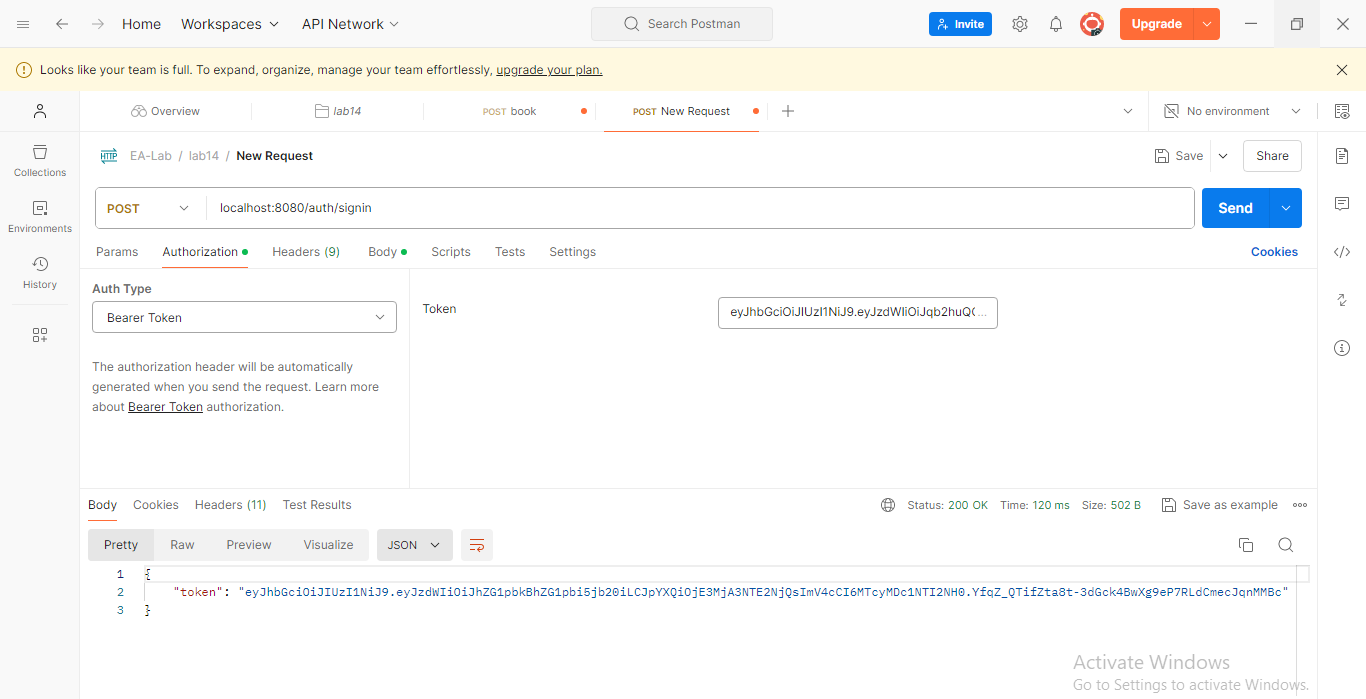 Home Workspaces API Network Search Postman Invite Upgrade
Looks like your team is full. To expand, organize, manage your team effortlessly, upgrade your plan.
Overview lab14 POST book POST New Request No environment
HTTP EA-Lab / lab14 / New Request Save Share
Collections
POST localhost:8080/auth/signin Send
Environments
Params Authorization Headers (9) Body Scripts Tests Settings Cookies
History
Auth Type
Bearer Token
Token eyJhbGciOiJIUzI1NiJ9.eyJzdWIiOiJqb2huQ(...
The authorization header will be automatically
generated when you send the request. Learn more
about Bearer Token authorization.
Body Cookies Headers (11) Test Results Status: 200 OK Time: 120 ms Size: 502 B Save as example
Pretty Raw Preview Visualize JSON
1 {
2 "token": "eyJhbGciOiJIUzI1NiJ9.eyJzdWIiOiJhZG1pbkBhZG1pbi5jb20iLCJpYXQiOjE3MjA3NTE2NjQsImV4cCI6MTcyMDc1NTI2NH0.YfqZ_QTifZta8t-3dGck4BwXg9eP7RLdCmecJqnMMBc"
3 }
Activate Windows
Go to Settings to activate Windows.